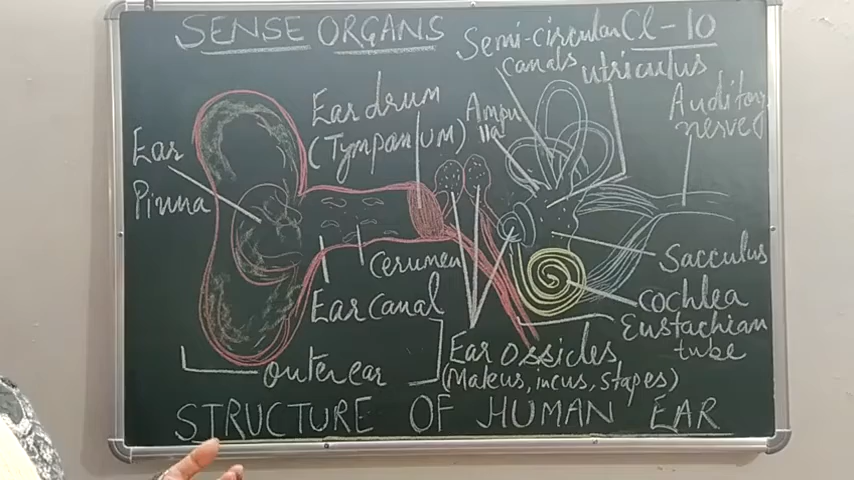 SENSE ORGANS
Cl-10
Semi-circular
canals
utriculus
Ear drum
(Tympanum)
Ampu
lla
Auditory
nerve
Ear
Pinna
Cerumen
Ear canal
Sacculus
cochlea
Eustachian
tube
outer ear
Ear ossicles
(Maleus, incus, stapes)
STRUCTURE OF HUMAN EAR